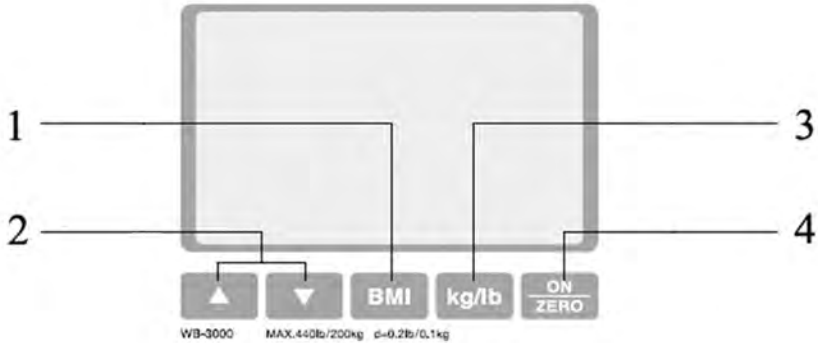 1
3
2
4
▲ ▼ BMI kg/lb ON
ZERO
WB-3000 MAX.440lb/200kg d=0.2lb/0.1kg